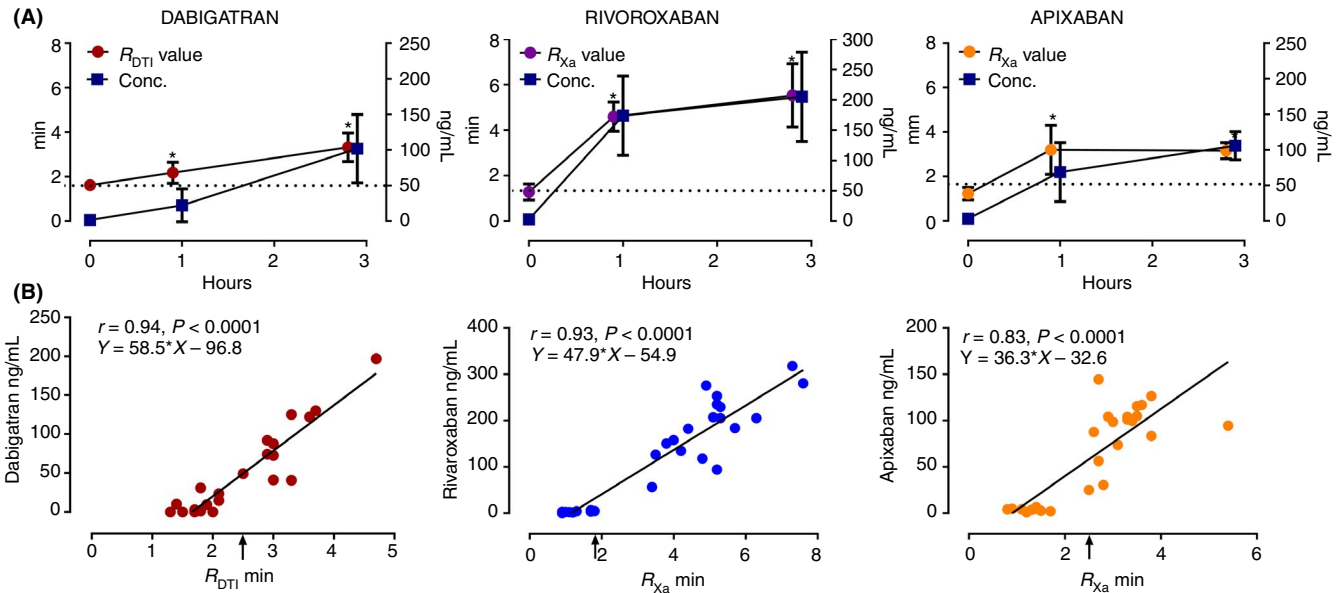 (A)
DABIGATRAN
RIVOROXABAN
APIXABAN
8
6
4
2
0
min
R_DTI value
Conc.
*
*
250
200
150
100
50
0
ng/mL
0
1
2
3
Hours
8
6
4
2
0
min
R_Xa value
Conc.
*
*
300
250
200
150
100
50
0
ng/mL
0
1
2
3
Hours
8
6
4
2
0
mm
R_Xa value
Conc.
*
*
250
200
150
100
50
0
ng/mL
0
1
2
3
Hours
(B)
250
200
150
100
50
0
Dabigatran ng/mL
r = 0.94, P < 0.0001
Y = 58.5*X – 96.8
0
1
2
3
4
5
R_DTI min
400
300
200
100
0
Rivaroxaban ng/mL
r = 0.93, P < 0.0001
Y = 47.9*X – 54.9
0
2
4
6
8
R_Xa min
200
150
100
50
0
Apixaban ng/mL
r = 0.83, P < 0.0001
Y = 36.3*X – 32.6
0
2
4
6
R_Xa min